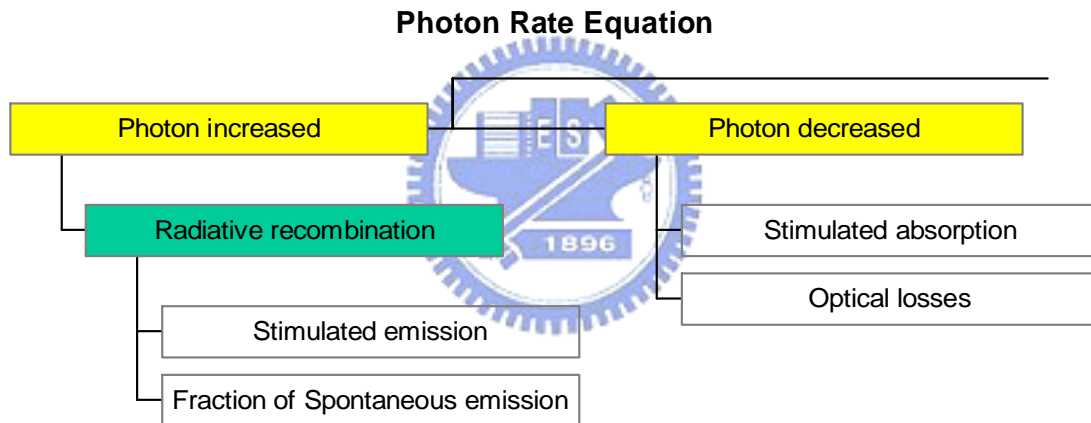 Photon Rate Equation
Photon increased
Photon decreased
Radiative recombination
Stimulated absorption
Optical losses
Stimulated emission
Fraction of Spontaneous emission
E S
1896